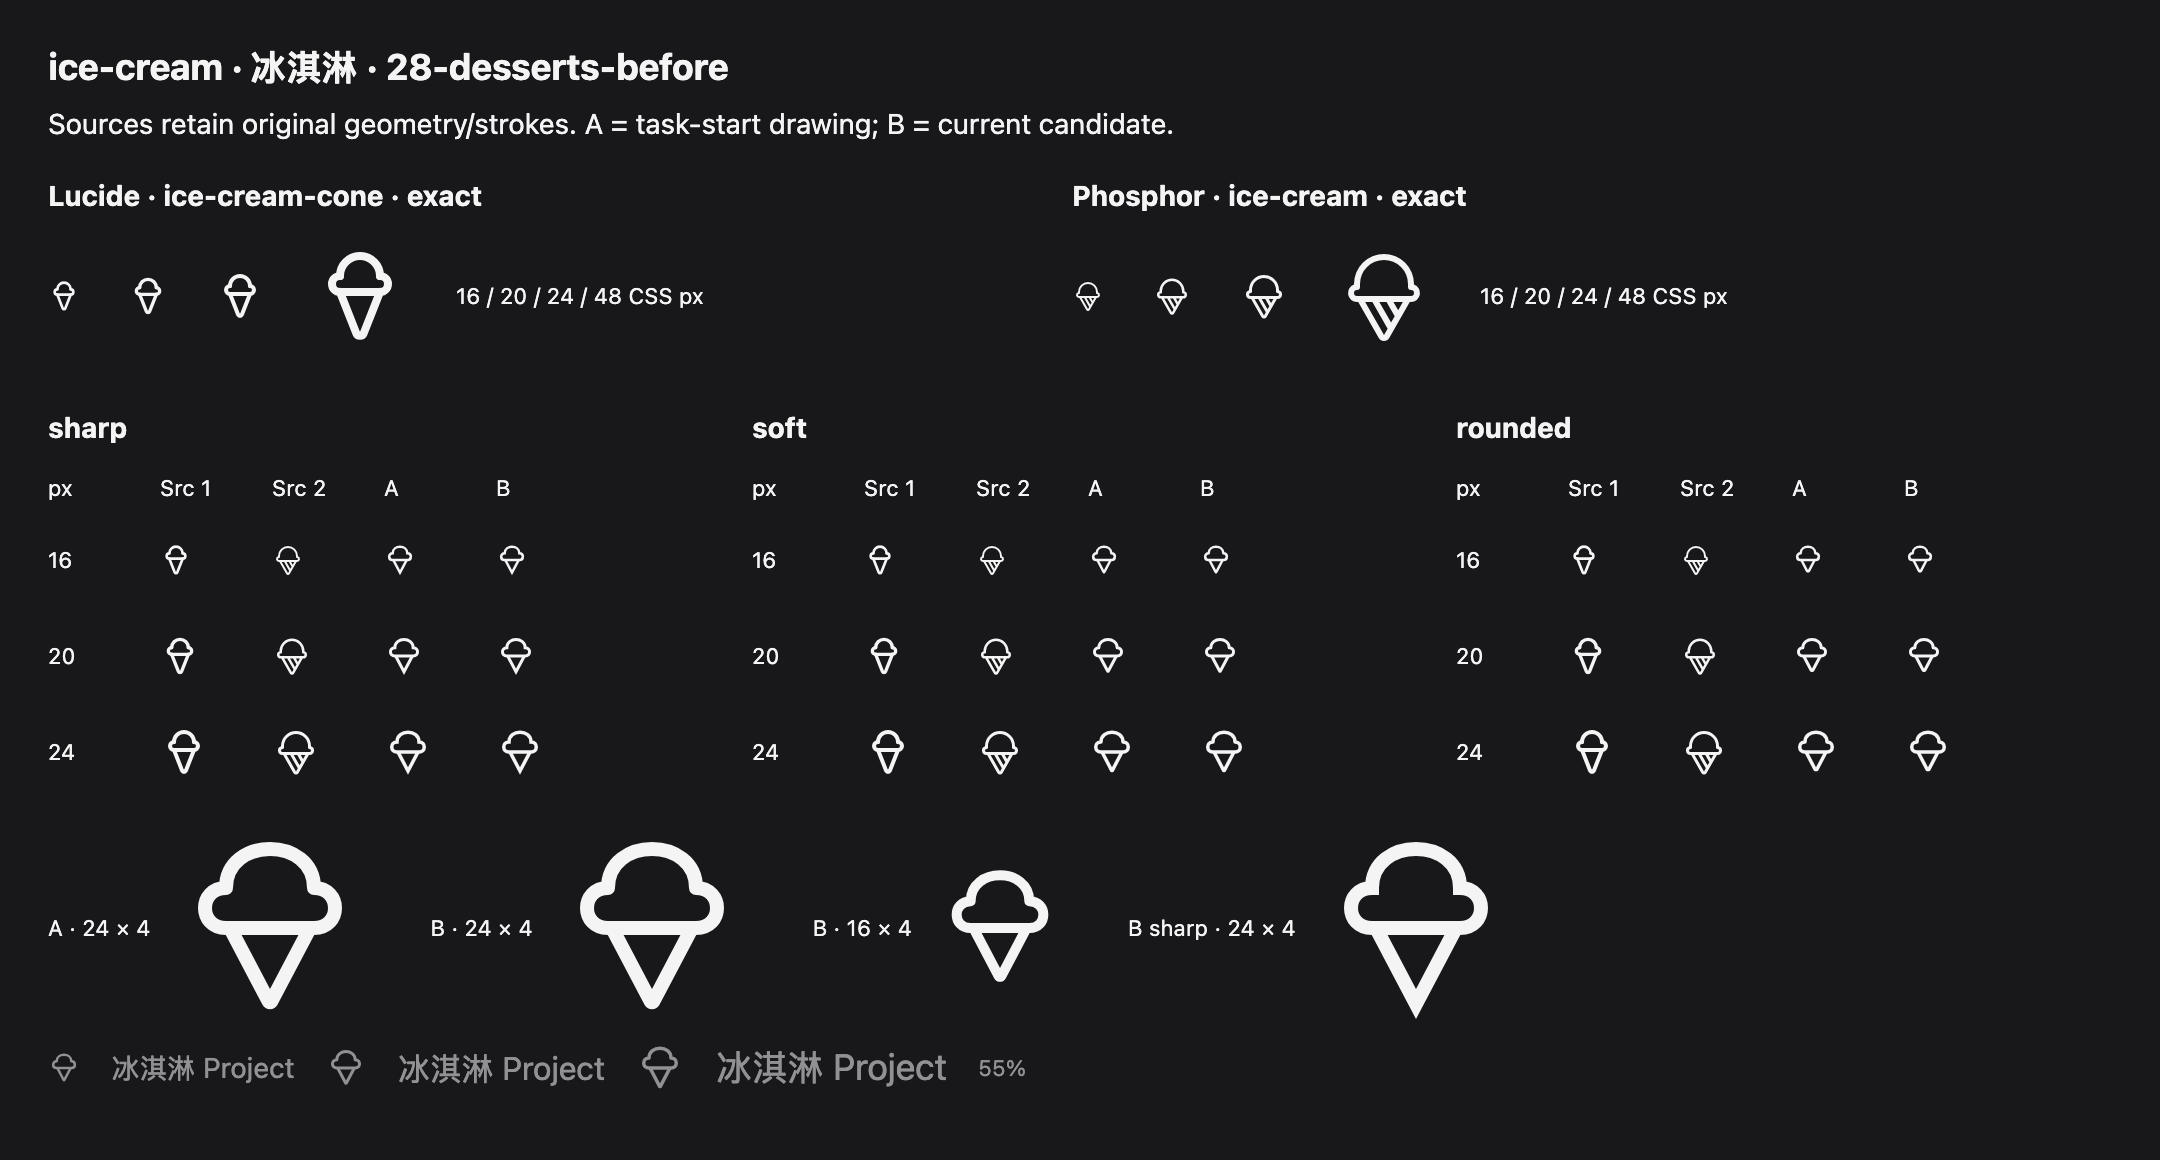 ice-cream · 冰淇淋 · 28-desserts-before
Sources retain original geometry/strokes. A = task-start drawing; B = current candidate.
Lucide · ice-cream-cone · exact
Phosphor · ice-cream · exact
16 / 20 / 24 / 48 CSS px
16 / 20 / 24 / 48 CSS px
sharp
soft
rounded
px Src 1 Src 2 A B
px Src 1 Src 2 A B
px Src 1 Src 2 A B
16
16
16
20
20
20
24
24
24
A · 24 × 4
B · 24 × 4
B · 16 × 4
B sharp · 24 × 4
冰淇淋 Project
冰淇淋 Project
冰淇淋 Project
55%